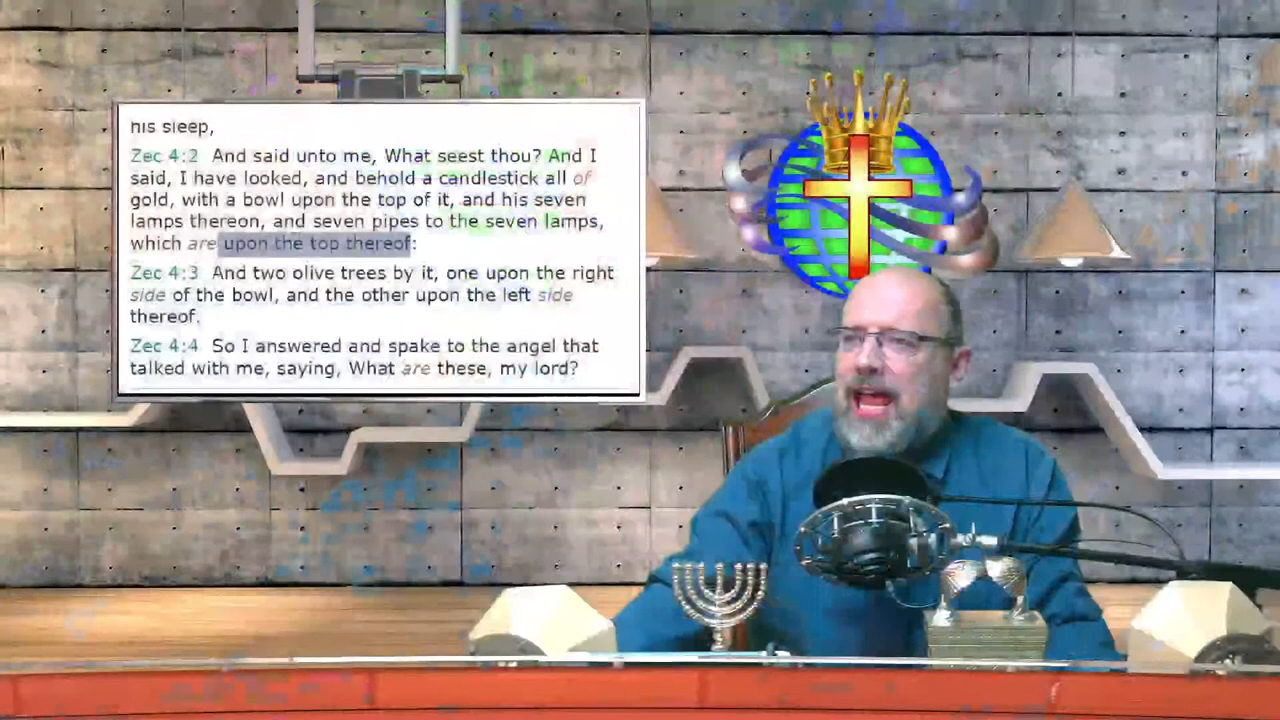 his sleep,
Zec 4:2 And said unto me, What seest thou? And I
said, I have looked, and behold a candlestick all of
gold, with a bowl upon the top of it, and his seven
lamps thereon, and seven pipes to the seven lamps,
which are upon the top thereof:
Zec 4:3 And two olive trees by it, one upon the right
side of the bowl, and the other upon the left side
thereof.
Zec 4:4 So I answered and spake to the angel that
talked with me, saying, What are these, my lord?